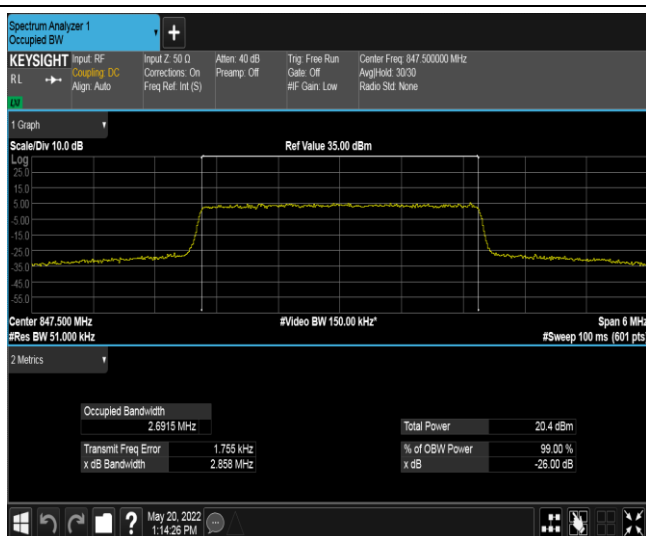 Spectrum Analyzer 1
Occupied BW
KEYSIGHT
RL
Input: RF
Coupling: DC
Align: Auto
Input Z: 50 Ω
Corrections: On
Freq Ref: Int (S)
Atten: 40 dB
Preamp: Off
Trig: Free Run
Gate: Off
#IF Gain: Low
Center Freq: 847.500000 MHz
Avg|Hold: 30/30
Radio Std: None
1 Graph
Scale/Div 10.0 dB
Ref Value 35.00 dBm
Log
25.0
15.0
5.00
-5.00
-15.0
-25.0
-35.0
-45.0
-55.0
Center 847.500 MHz
#Video BW 150.00 kHz*
Span 6 MHz
#Res BW 51.000 kHz
#Sweep 100 ms (601 pts)
2 Metrics
Occupied Bandwidth
2.6915 MHz
Total Power 20.4 dBm
Transmit Freq Error 1.755 kHz
% of OBW Power 99.00 %
x dB Bandwidth 2.858 MHz
x dB -26.00 dB
?
May 20, 2022
1:14:26 PM